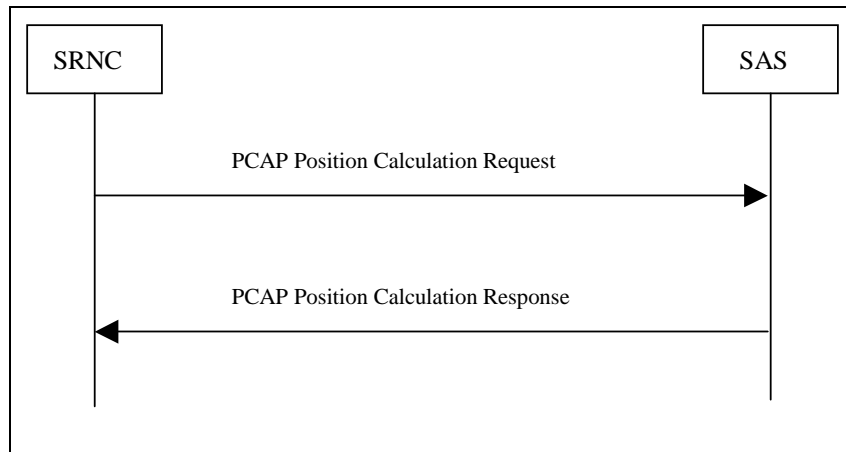 SRNC
SAS
PCAP Position Calculation Request
PCAP Position Calculation Response